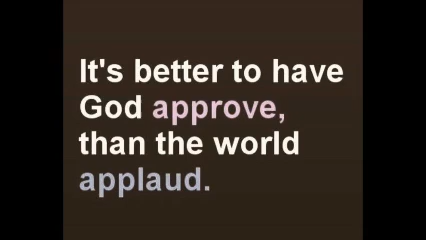 It's better to have
God approve,
than the world
applaud.